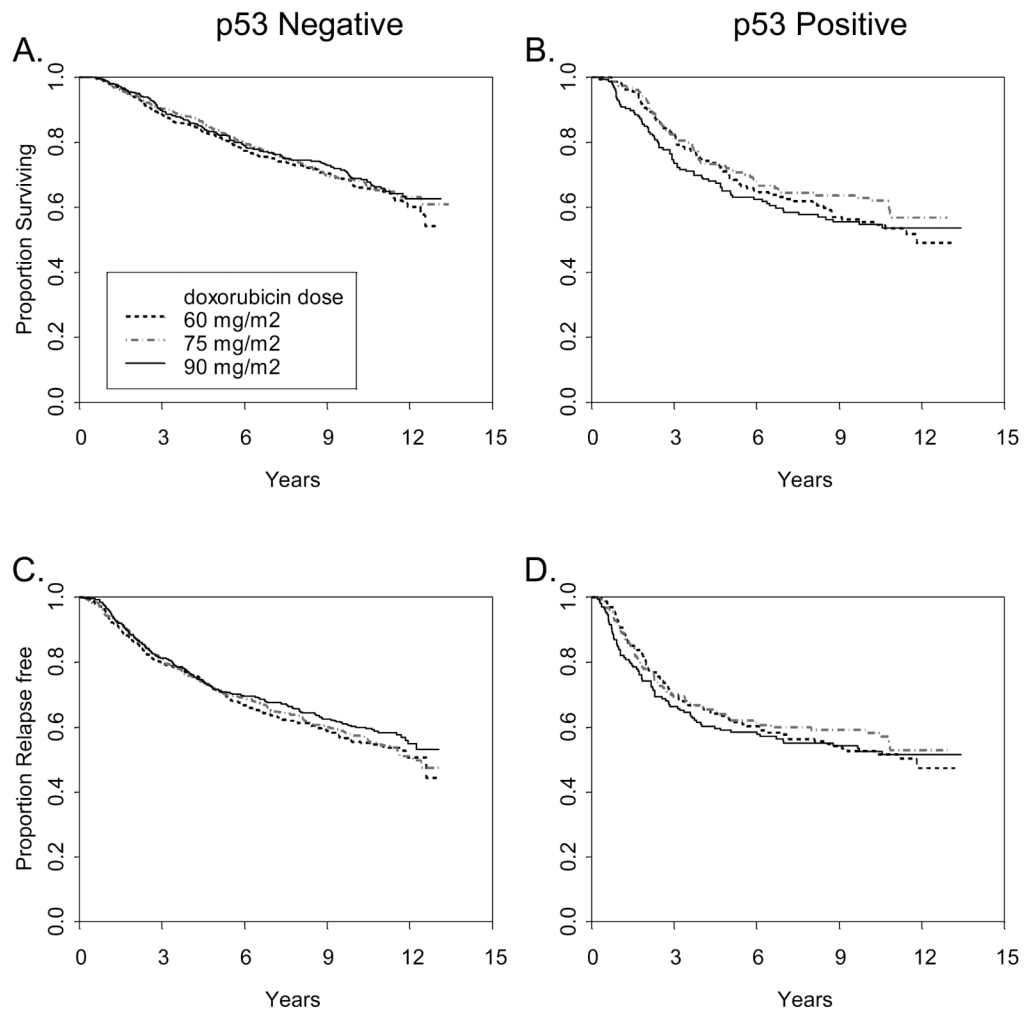 p53 Negative
p53 Positive
A.
Proportion Surviving
1.0
0.8
0.6
0.4
0.2
0.0
doxorubicin dose
60 mg/m2
75 mg/m2
90 mg/m2
0 3 6 9 12 15
Years
B.
1.0
0.8
0.6
0.4
0.2
0.0
0 3 6 9 12 15
Years
C.
Proportion Relapse free
1.0
0.8
0.6
0.4
0.2
0.0
0 3 6 9 12 15
Years
D.
1.0
0.8
0.6
0.4
0.2
0.0
0 3 6 9 12 15
Years